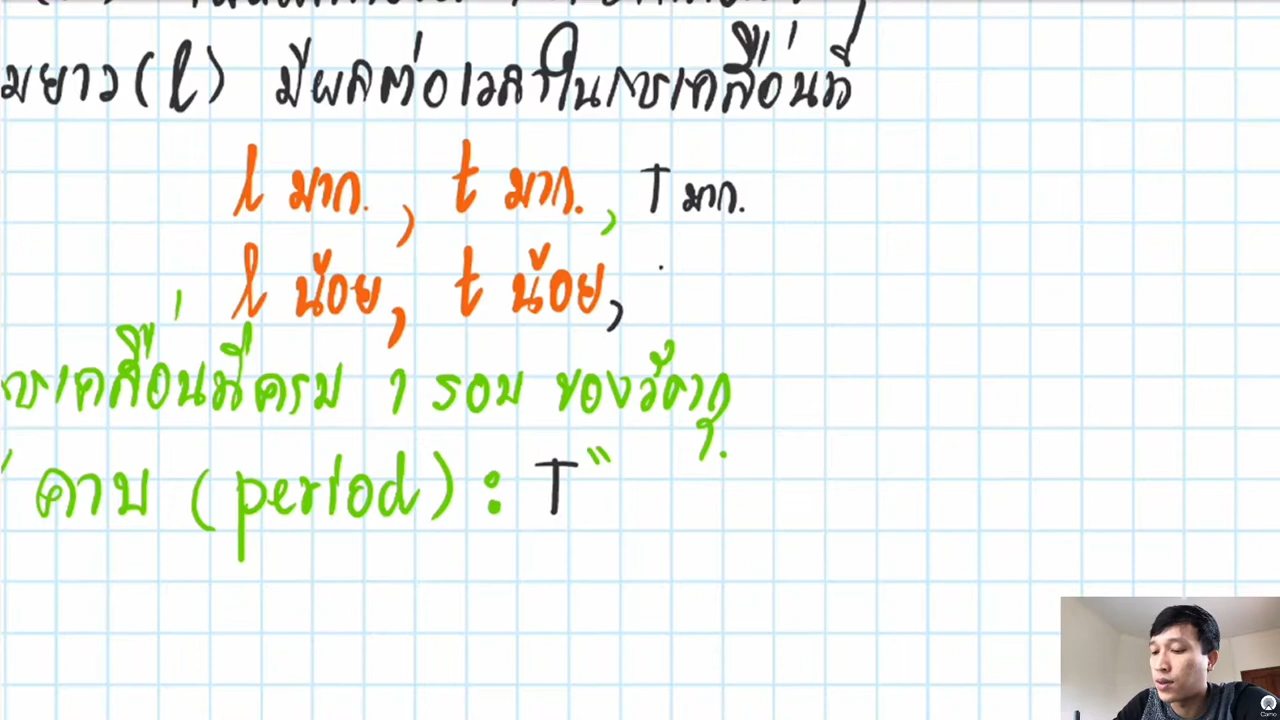 มยาว (l) มีผลต่อเวลาในการเคลื่อนที่
l มาก. , t มาก. , T มาก.
l น้อย, t น้อย,
การเคลื่อนที่ครบ 1 รอบ ของวัตถุ.
" คาบ (period) : T "
Camo